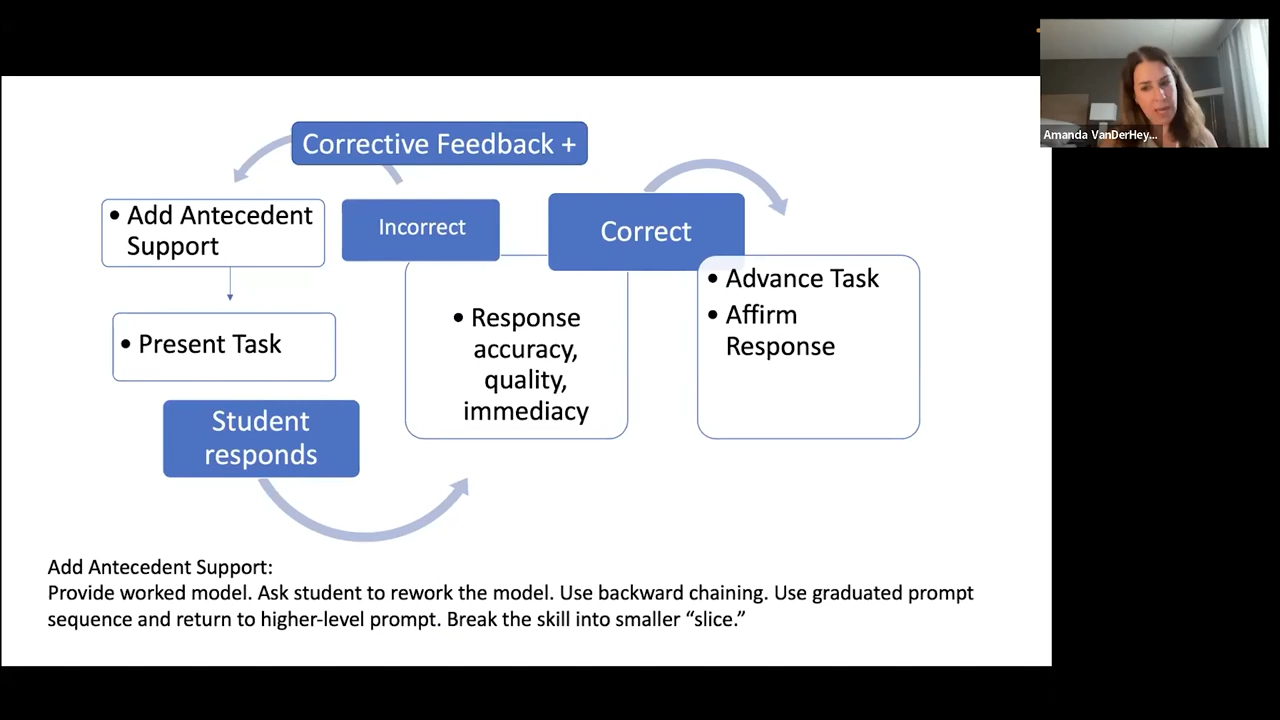 Amanda VanDerHey...
Corrective Feedback +
• Add Antecedent
Support
Incorrect
Correct
• Present Task
• Response
accuracy,
quality,
immediacy
• Advance Task
• Affirm
Response
Student
responds
Add Antecedent Support:
Provide worked model. Ask student to rework the model. Use backward chaining. Use graduated prompt
sequence and return to higher-level prompt. Break the skill into smaller “slice.”